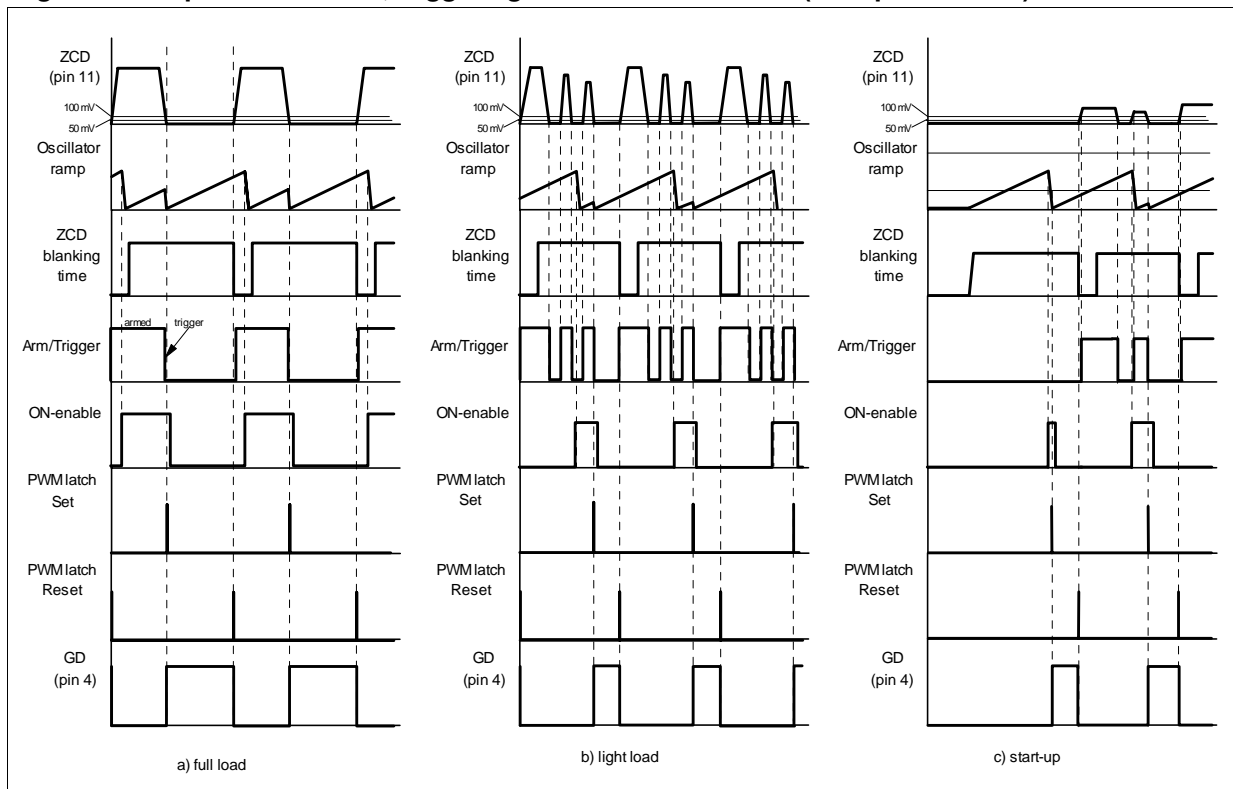 ZCD
(pin 11)
100 mV
50 mV
Oscillator
ramp
ZCD
blanking
time
armed
trigger
Arm/Trigger
ON-enable
PWM latch
Set
PWM latch
Reset
GD
(pin 4)
a) full load
ZCD
(pin 11)
100 mV
50 mV
Oscillator
ramp
ZCD
blanking
time
Arm/Trigger
ON-enable
PWM latch
Set
PWM latch
Reset
GD
(pin 4)
b) light load
ZCD
(pin 11)
100 mV
50 mV
Oscillator
ramp
ZCD
blanking
time
Arm/Trigger
ON-enable
PWM latch
Set
PWM latch
Reset
GD
(pin 4)
c) start-up